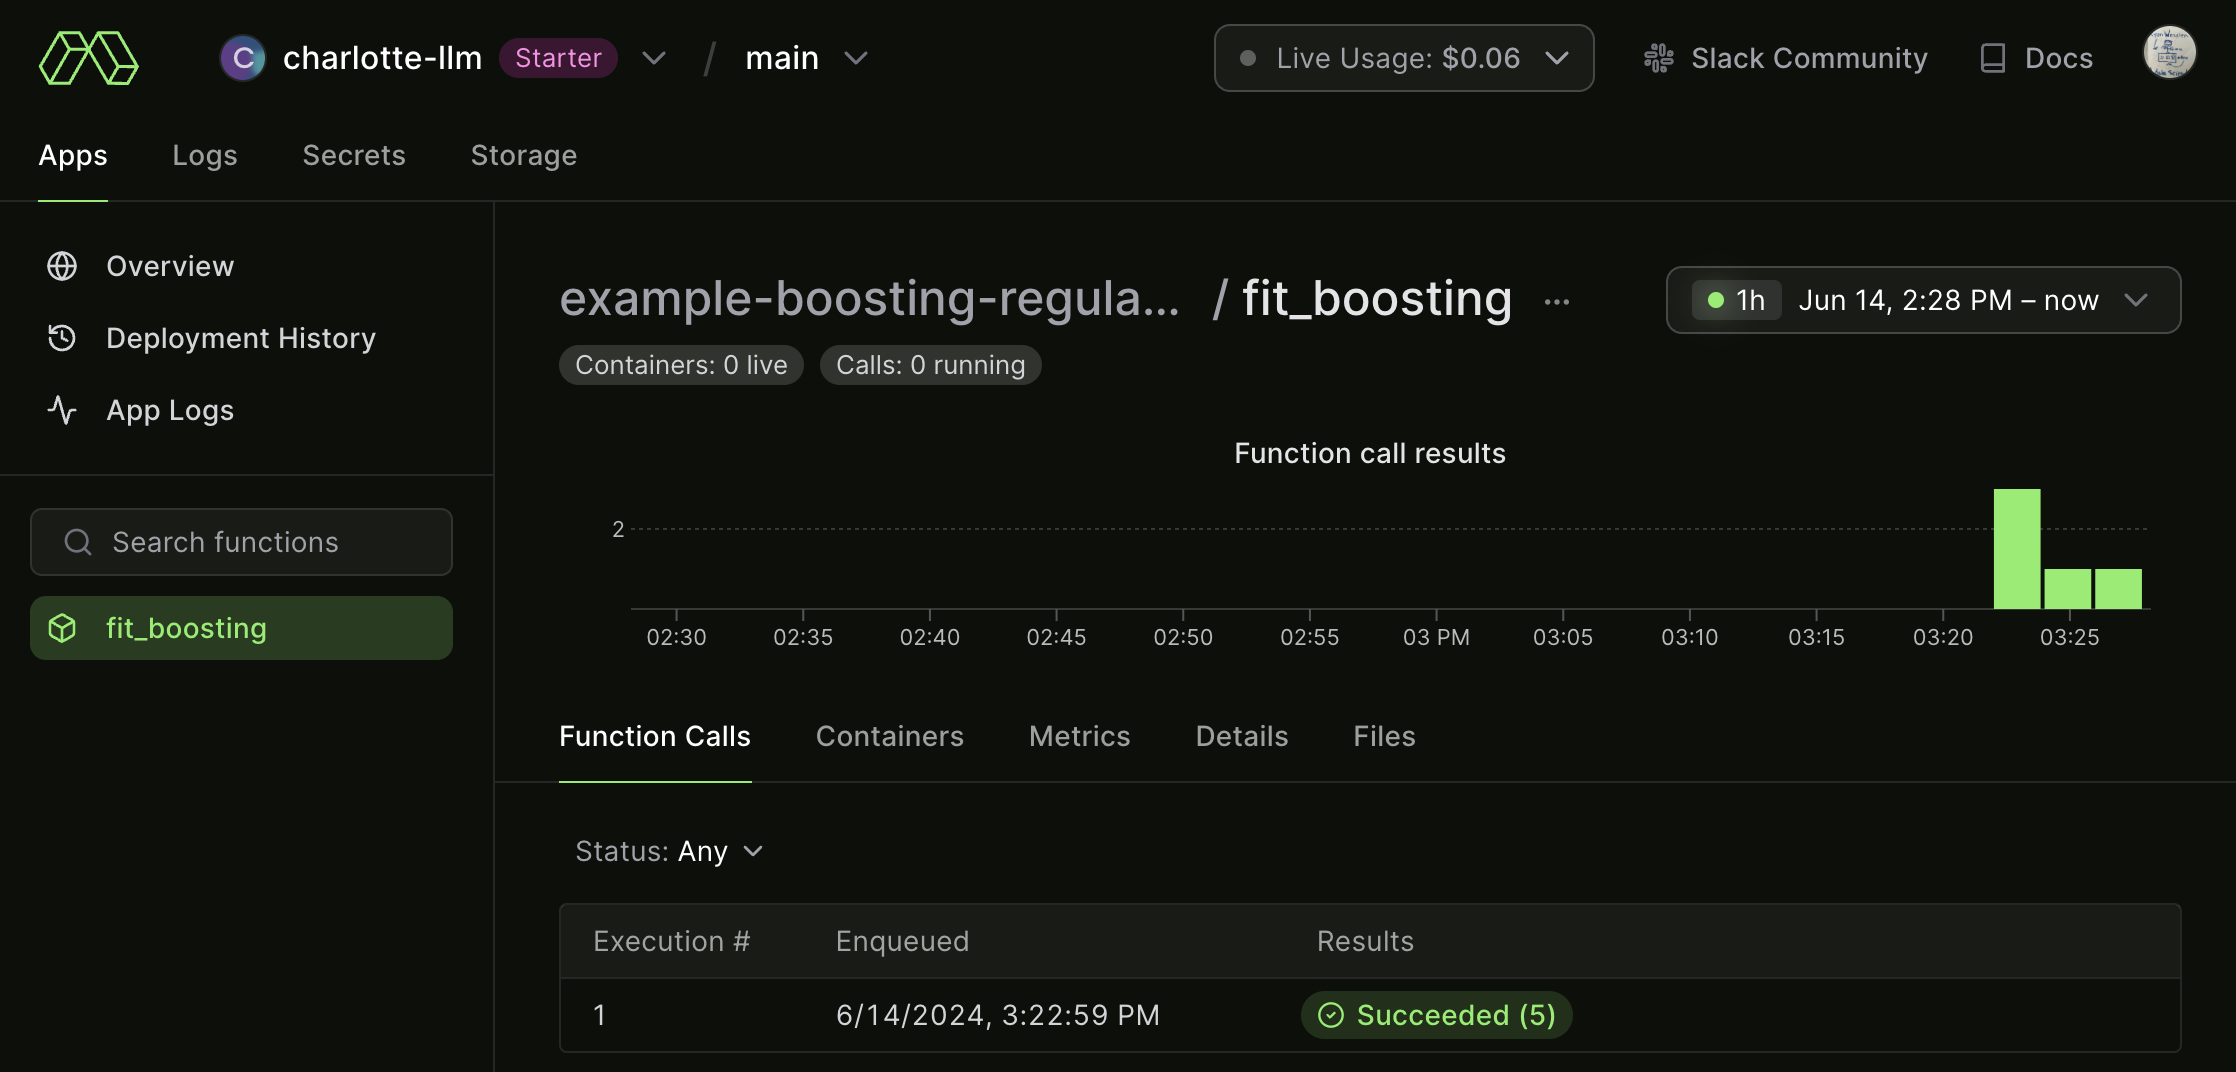 C charlotte-llm Starter / main Live Usage: $0.06 Slack Community Docs
Apps Logs Secrets Storage
Overview
Deployment History
App Logs
Search functions
fit_boosting
example-boosting-regula... / fit_boosting ... 1h Jun 14, 2:28 PM – now
Containers: 0 live Calls: 0 running
Function call results
2
02:30 02:35 02:40 02:45 02:50 02:55 03 PM 03:05 03:10 03:15 03:20 03:25
Function Calls Containers Metrics Details Files
Status: Any
Execution # Enqueued Results
1 6/14/2024, 3:22:59 PM Succeeded (5)